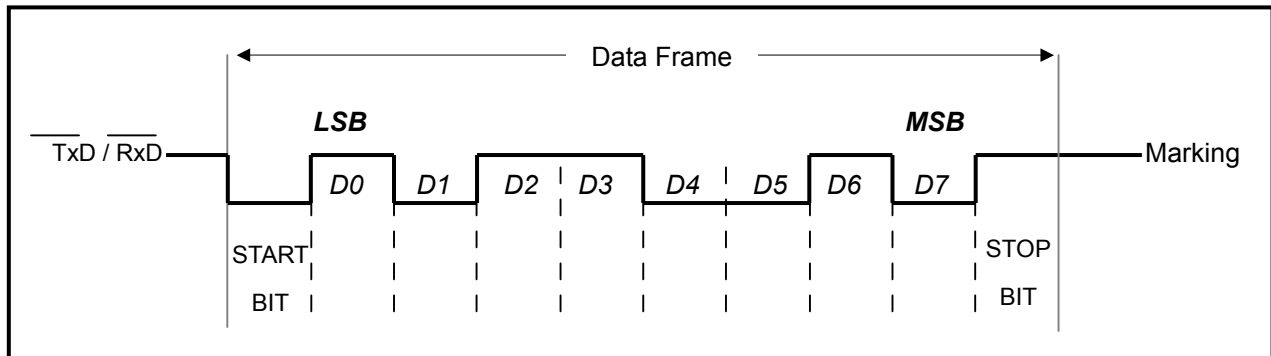 Data Frame
LSB MSB
TxD / RxD Marking
D0 D1 D2 D3 D4 D5 D6 D7
START STOP
BIT BIT